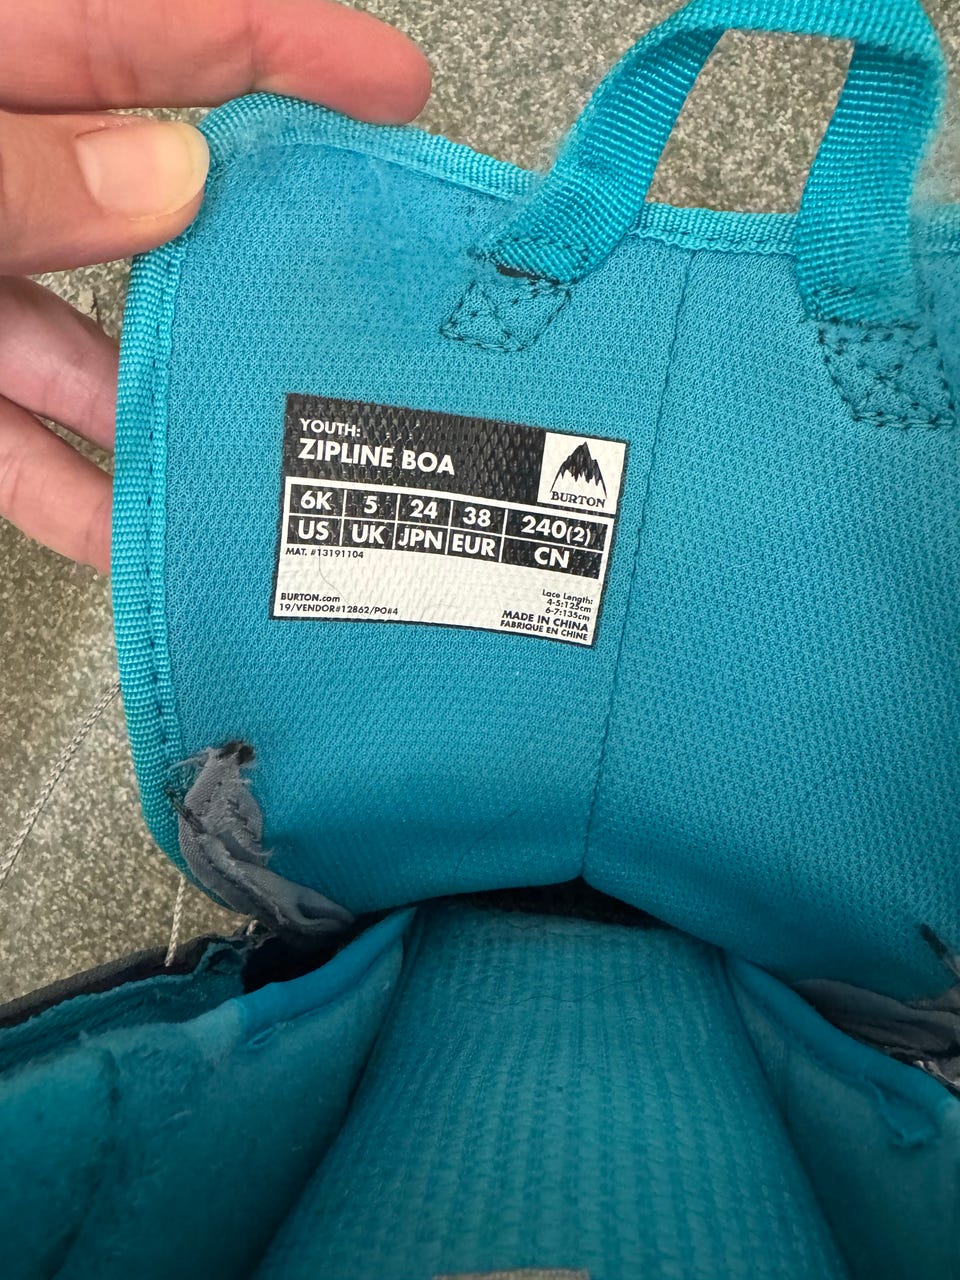 YOUTH:
ZIPLINE BOA
BURTON
6K 5 24 38 240(2)
US UK JPN EUR CN
MAT. #13191104
BURTON.com
19/VENDOR#12862/PO#4
Lace Length:
4-5:125cm
6-7:135cm
MADE IN CHINA
FABRIQUE EN CHINE